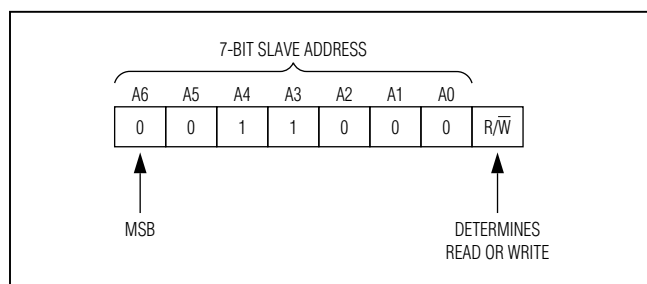 7-BIT SLAVE ADDRESS
A6 A5 A4 A3 A2 A1 A0
0 0 1 1 0 0 0 R/W̅
MSB
DETERMINES
READ OR WRITE